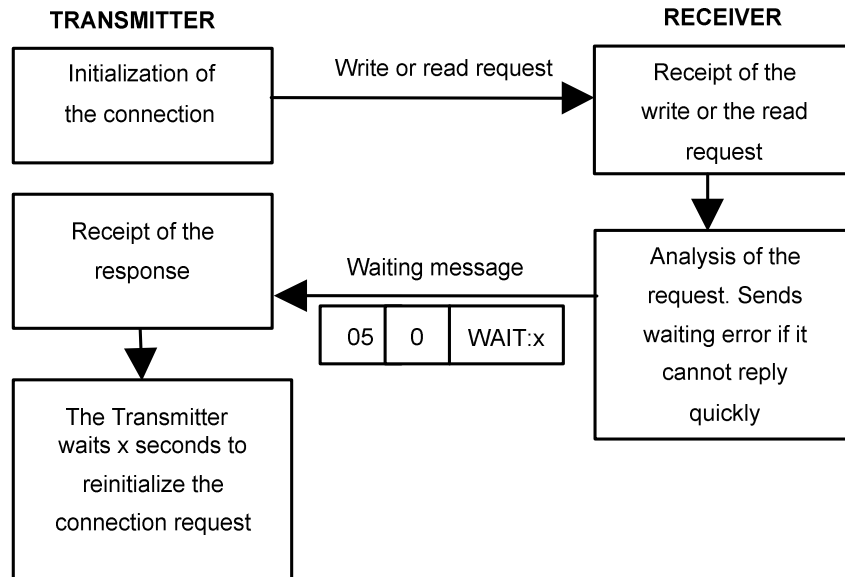 TRANSMITTER
RECEIVER
Initialization of
the connection
Write or read request
Receipt of the
write or the read
request
Receipt of the
response
Waiting message
05 0 WAIT:x
Analysis of the
request. Sends
waiting error if it
cannot reply
quickly
The Transmitter
waits x seconds to
reinitialize the
connection request